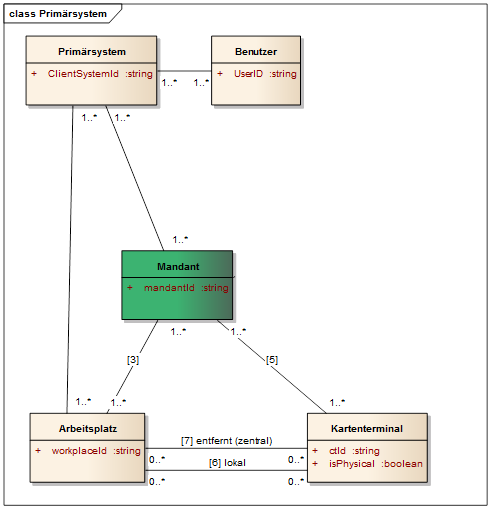 class Primärsystem
Primärsystem
+ ClientSystemId :string
Benutzer
+ UserID :string
1..*
1..*
1..*
1..*
1..*
Mandant
+ mandantId :string
1..*
1..*
[3]
[5]
1..*
1..*
1..*
Arbeitsplatz
+ workplaceId :string
Kartenterminal
+ ctId :string
+ isPhysical :boolean
[7] entfernt (zentral)
0..*
0..*
[6] lokal
0..*
0..*